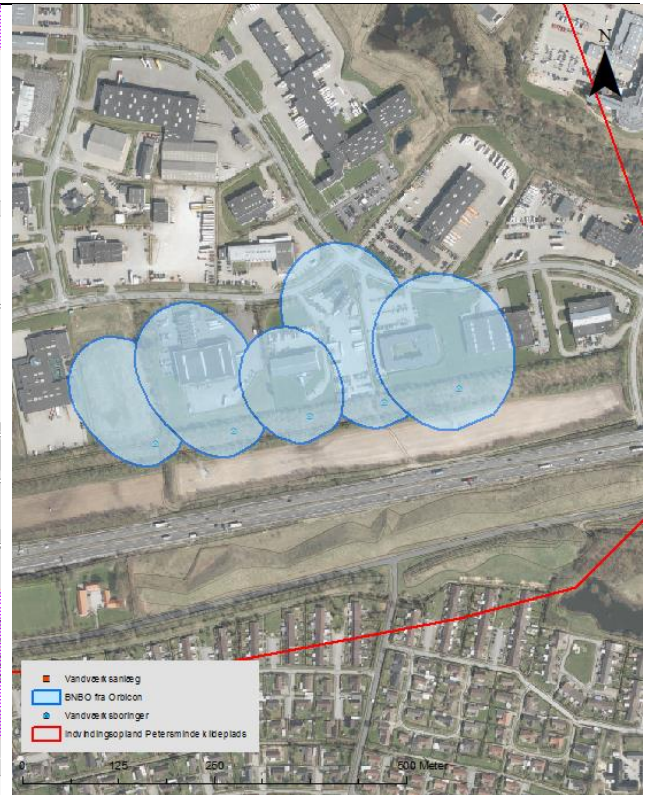 N
Vandværksanlæg
BNBO fra Orbicon
Vandværksboringer
Indvindingsopland Petersminde kildeplads
0 125 250 500 Meter